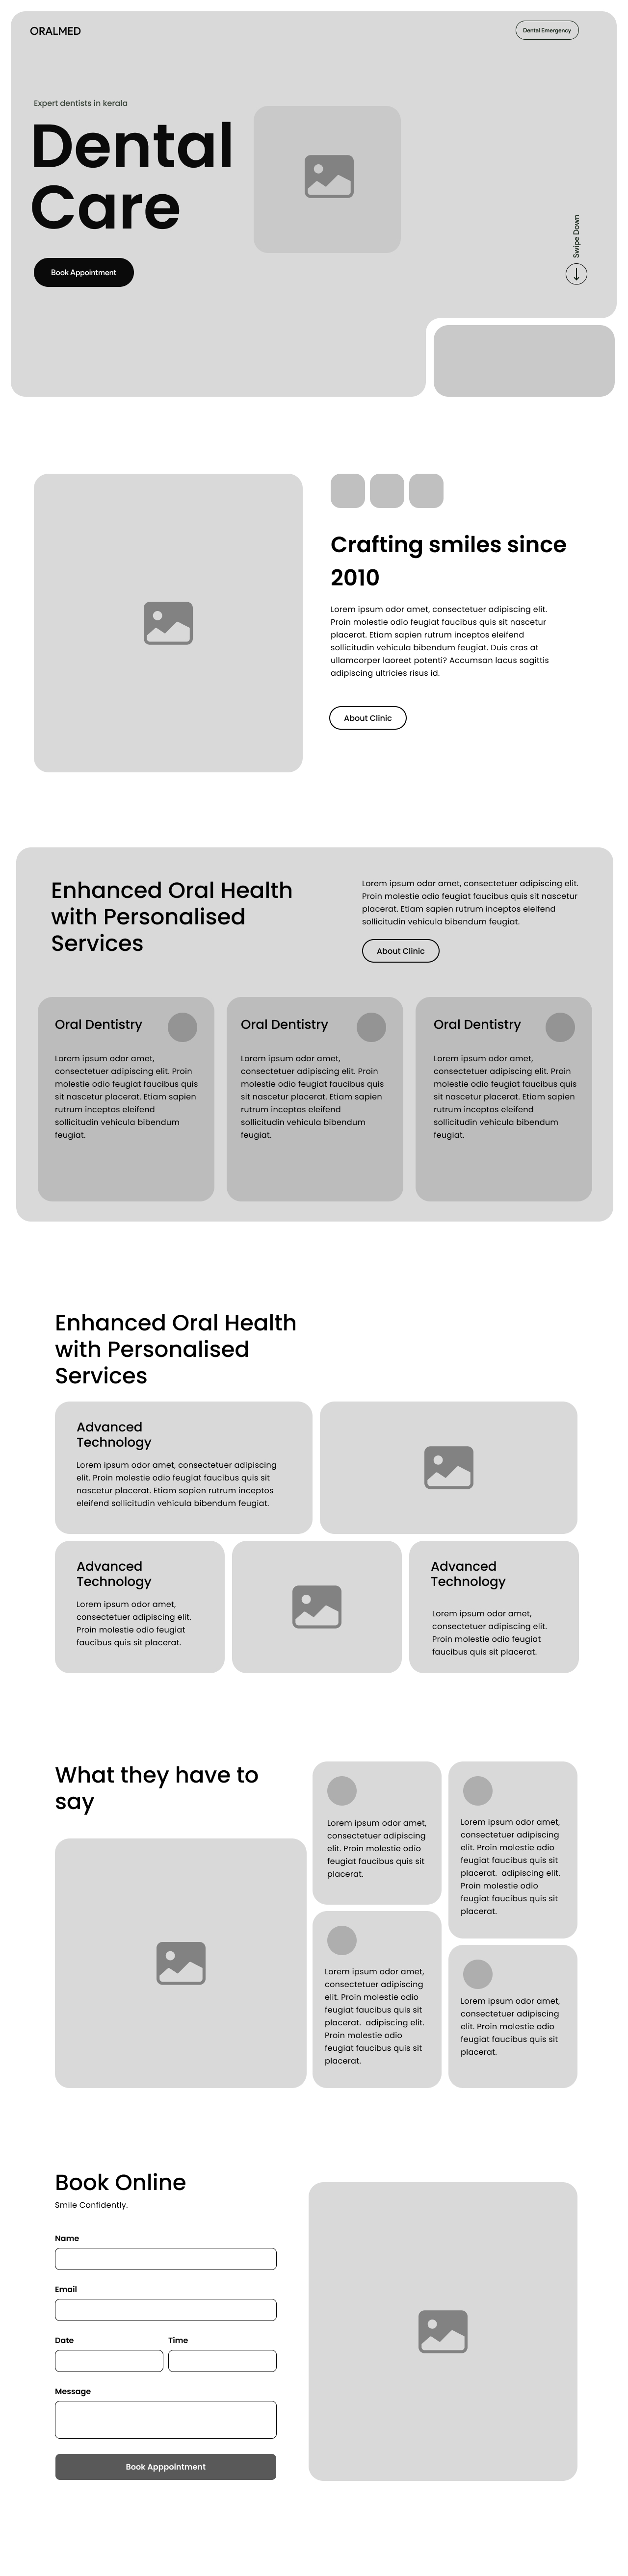 ORALMED
Dental Emergency
Expert dentists in kerala
Dental
Care
Book Appointment
Swipe Down
Crafting smiles since
2010
Lorem ipsum odor amet, consectetuer adipiscing elit.
Proin molestie odio feugiat faucibus quis sit nascetur
placerat. Etiam sapien rutrum inceptos eleifend
sollicitudin vehicula bibendum feugiat. Duis cras at
ullamcorper laoreet potenti? Accumsan lacus sagittis
adipiscing ultricies risus id.
About Clinic
Enhanced Oral Health
with Personalised
Services
Lorem ipsum odor amet, consectetuer adipiscing elit.
Proin molestie odio feugiat faucibus quis sit nascetur
placerat. Etiam sapien rutrum inceptos eleifend
sollicitudin vehicula bibendum feugiat.
About Clinic
Oral Dentistry
Lorem ipsum odor amet,
consectetuer adipiscing elit. Proin
molestie odio feugiat faucibus quis
sit nascetur placerat. Etiam sapien
rutrum inceptos eleifend
sollicitudin vehicula bibendum
feugiat.
Oral Dentistry
Lorem ipsum odor amet,
consectetuer adipiscing elit. Proin
molestie odio feugiat faucibus quis
sit nascetur placerat. Etiam sapien
rutrum inceptos eleifend
sollicitudin vehicula bibendum
feugiat.
Oral Dentistry
Lorem ipsum odor amet,
consectetuer adipiscing elit. Proin
molestie odio feugiat faucibus quis
sit nascetur placerat. Etiam sapien
rutrum inceptos eleifend
sollicitudin vehicula bibendum
feugiat.
Enhanced Oral Health
with Personalised
Services
Advanced
Technology
Lorem ipsum odor amet, consectetuer adipiscing
elit. Proin molestie odio feugiat faucibus quis sit
nascetur placerat. Etiam sapien rutrum inceptos
eleifend sollicitudin vehicula bibendum feugiat.
Advanced
Technology
Lorem ipsum odor amet,
consectetuer adipiscing elit.
Proin molestie odio feugiat
faucibus quis sit placerat.
Advanced
Technology
Lorem ipsum odor amet,
consectetuer adipiscing elit.
Proin molestie odio feugiat
faucibus quis sit placerat.
What they have to
say
Lorem ipsum odor amet,
consectetuer adipiscing
elit. Proin molestie odio
feugiat faucibus quis sit
placerat.
Lorem ipsum odor amet,
consectetuer adipiscing
elit. Proin molestie odio
feugiat faucibus quis sit
placerat.  adipiscing elit.
Proin molestie odio
feugiat faucibus quis sit
placerat.
Lorem ipsum odor amet,
consectetuer adipiscing
elit. Proin molestie odio
feugiat faucibus quis sit
placerat.  adipiscing elit.
Proin molestie odio
feugiat faucibus quis sit
placerat.
Lorem ipsum odor amet,
consectetuer adipiscing
elit. Proin molestie odio
feugiat faucibus quis sit
placerat.
Book Online
Smile Confidently.
Name
Email
Date
Time
Message
Book Apppointment